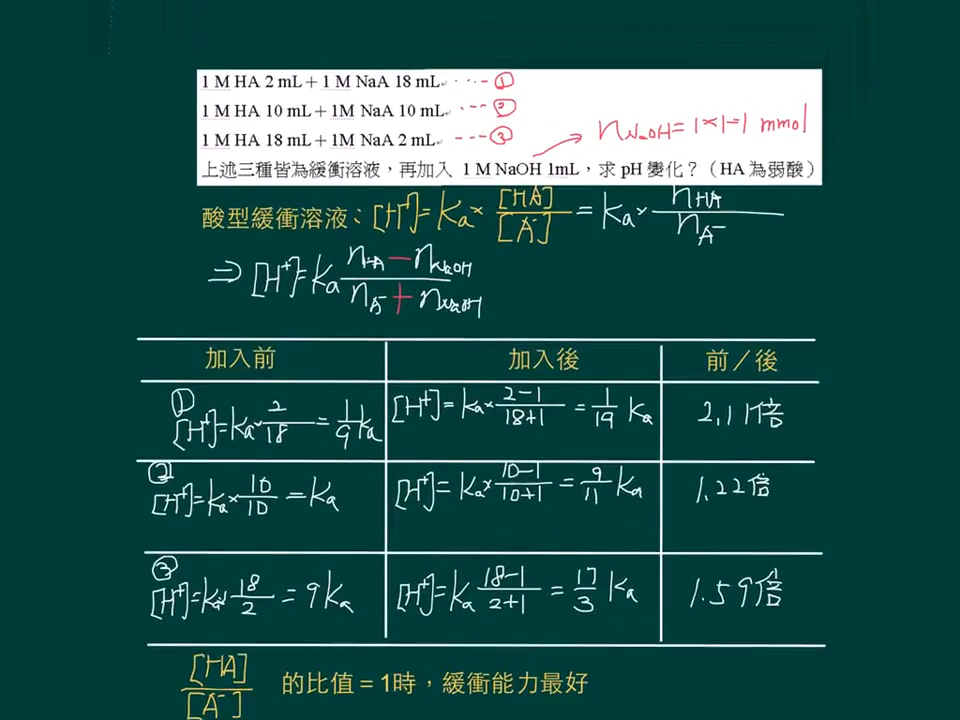 1 M HA 2 mL + 1 M NaA 18 mL ‧‧‧-- ①
1 M HA 10 mL + 1M NaA 10 mL ‧--- ②
1 M HA 18 mL + 1M NaA 2 mL ---- ③
nNaOH = 1×1=1 mmol
上述三種皆為緩衝溶液，再加入 1 M NaOH 1mL，求 pH 變化？（HA 為弱酸）
酸型緩衝溶液：[H⁺]=Ka×[HA]/[A⁻]=Ka×nHA/nA⁻
⇒ [H⁺]=Ka (nHA − nNaOH)/(nA⁻ + nNaOH)
加入前 加入後 前／後
① [H⁺]=Ka×2/18=1/9 Ka [H⁺]=Ka×(2−1)/(18+1)=1/19 Ka 2.11倍
② [H⁺]=Ka×10/10=Ka [H⁺]=Ka×(10−1)/(10+1)=9/11 Ka 1.22倍
③ [H⁺]=Ka×18/2=9Ka [H⁺]=Ka (18−1)/(2+1)=17/3 Ka 1.59倍
[HA]/[A⁻] 的比值＝1時，緩衝能力最好